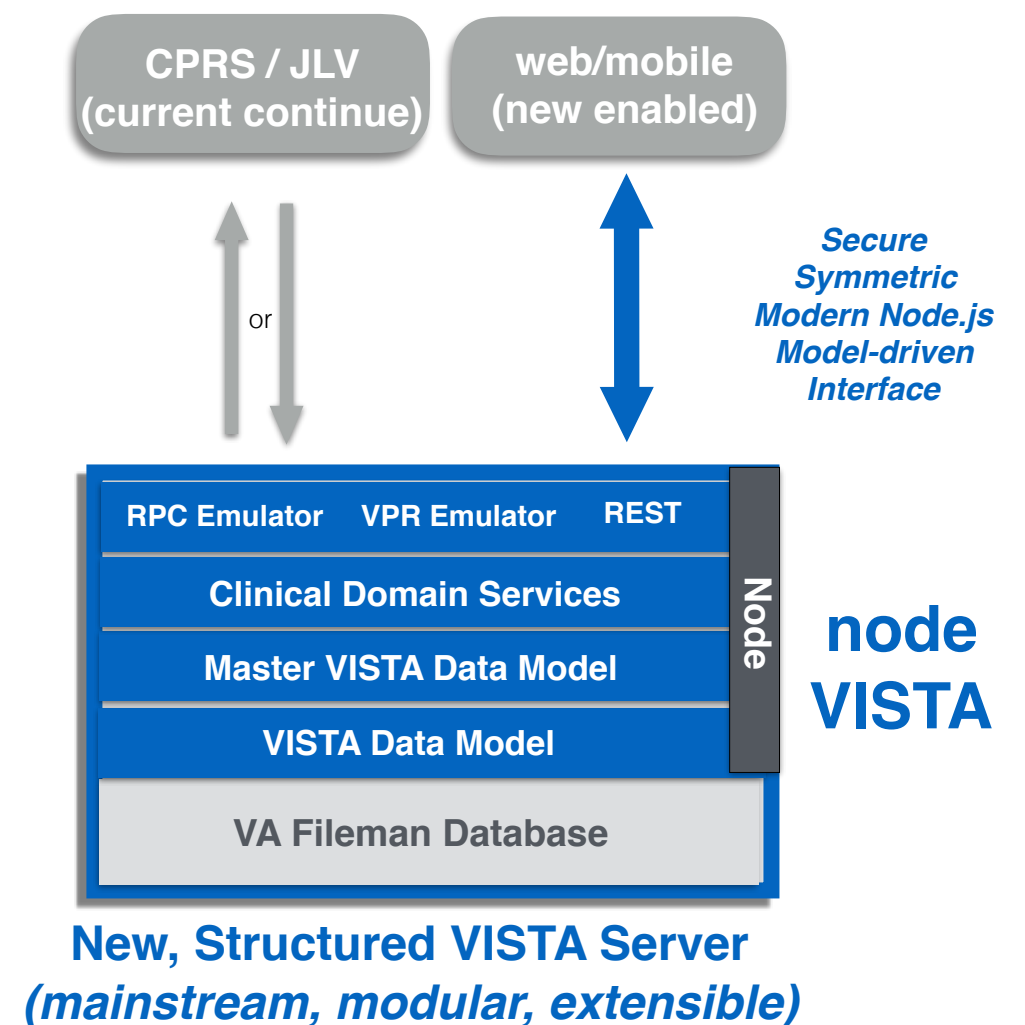 CPRS / JLV
(current continue)
web/mobile
(new enabled)
or
Secure
Symmetric
Modern Node.js
Model-driven
Interface
RPC Emulator VPR Emulator REST
Clinical Domain Services
Master VISTA Data Model
VISTA Data Model
VA Fileman Database
Node
node
VISTA
New, Structured VISTA Server
(mainstream, modular, extensible)